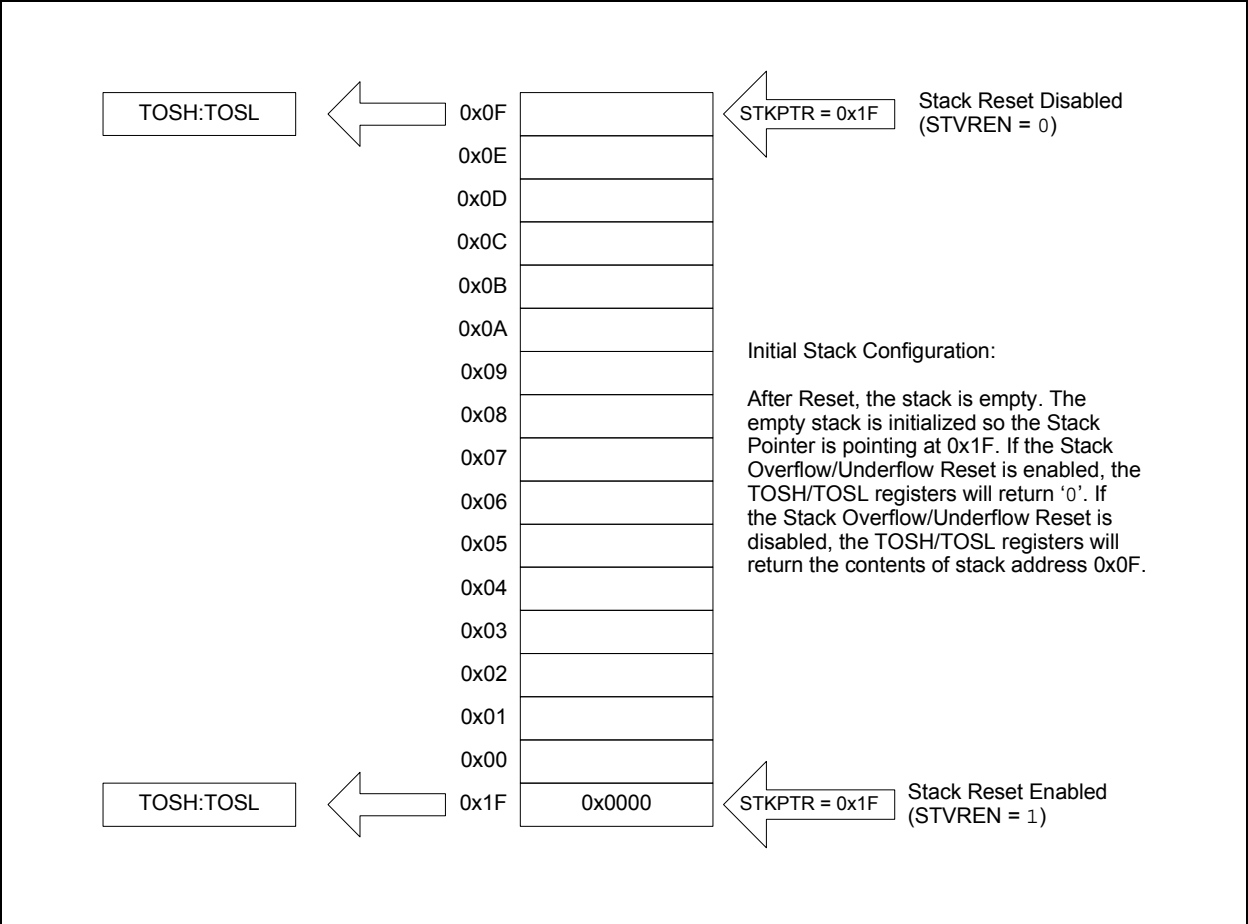 TOSH:TOSL
0x0F
STKPTR = 0x1F
Stack Reset Disabled
(STVREN = 0)
0x0E
0x0D
0x0C
0x0B
0x0A
0x09
0x08
0x07
0x06
0x05
0x04
0x03
0x02
0x01
0x00
Initial Stack Configuration:
After Reset, the stack is empty. The
empty stack is initialized so the Stack
Pointer is pointing at 0x1F. If the Stack
Overflow/Underflow Reset is enabled, the
TOSH/TOSL registers will return ‘0’. If
the Stack Overflow/Underflow Reset is
disabled, the TOSH/TOSL registers will
return the contents of stack address 0x0F.
TOSH:TOSL
0x1F
0x0000
STKPTR = 0x1F
Stack Reset Enabled
(STVREN = 1)